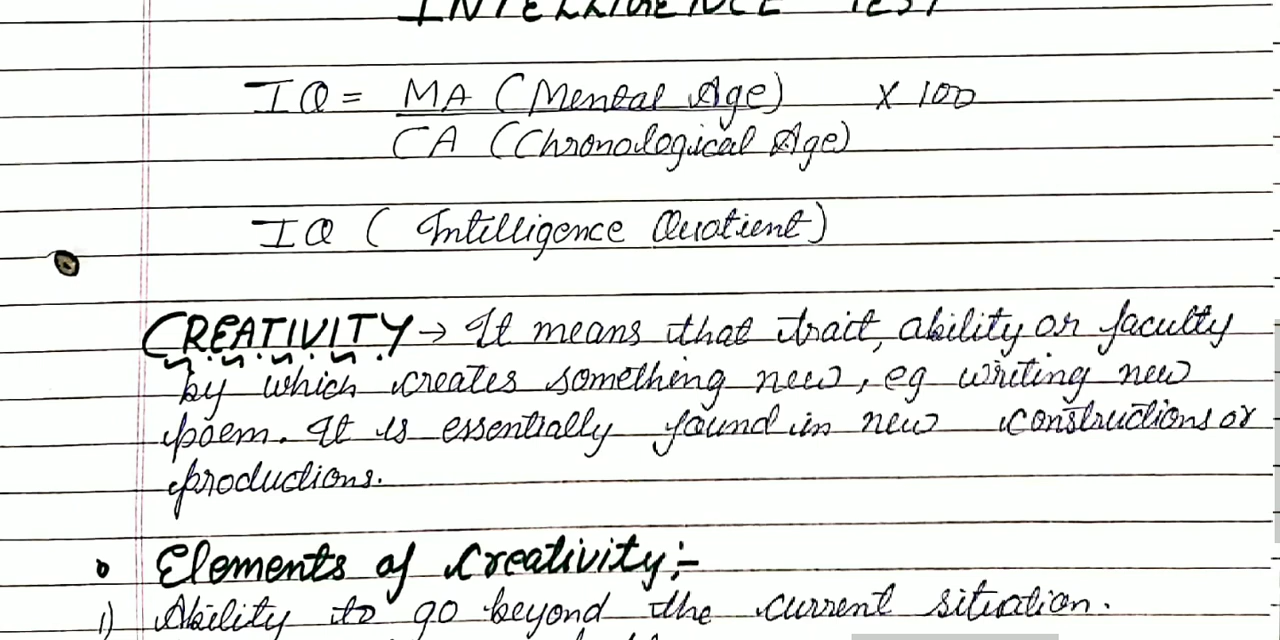 INTELLIGENCE TEST
IQ = MA (Mental Age) X 100
CA (Chronological Age)
IQ ( Intelligence Quotient)
CREATIVITY → It means that trait, ability or faculty
by which creates something new, eg writing new
poem. It is essentially found in new constructions or
productions.
o Elements of Creativity :-
1) Ability to go beyond the current situation.